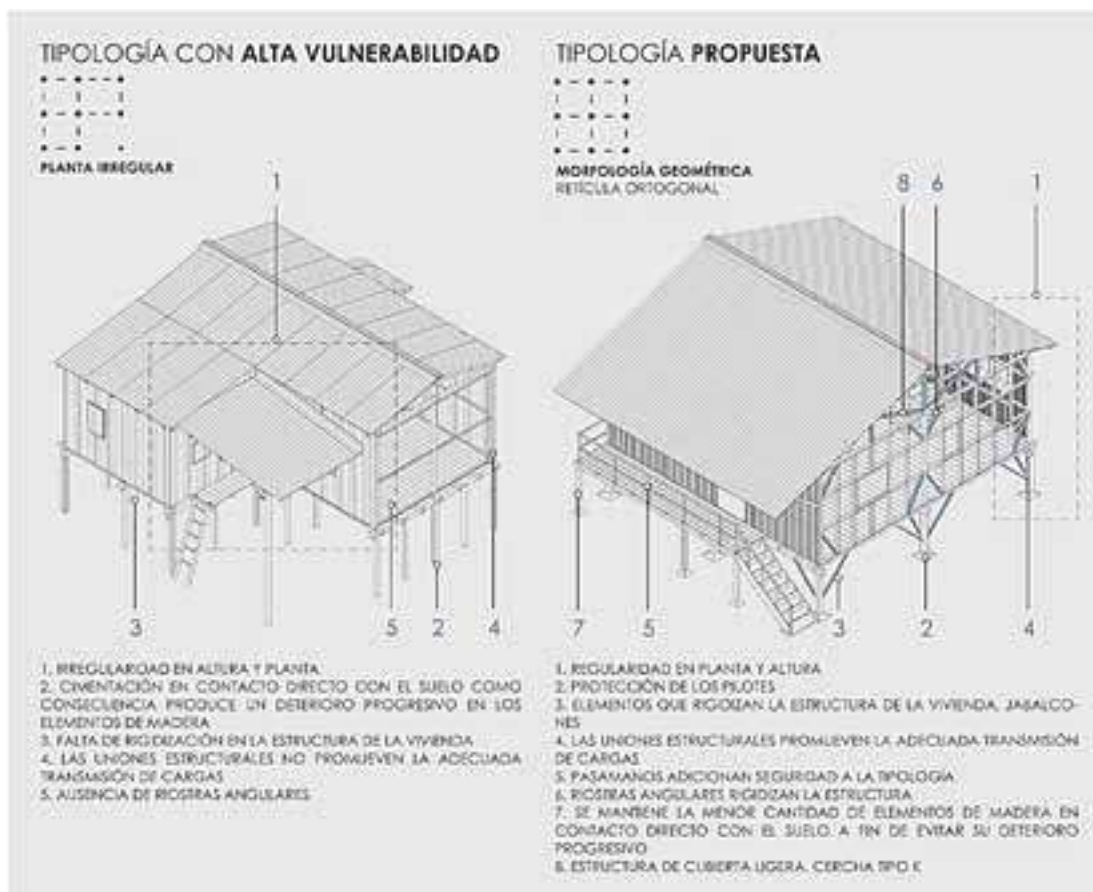 TIPOLOGÍA CON ALTA VULNERABILIDAD
PLANTA IRREGULAR
1
3
5
2
4
1. IRREGULARIDAD EN ALTURA Y PLANTA
2. CIMENTACIÓN EN CONTACTO DIRECTO CON EL SUELO COMO
CONSECUENCIA PRODUCE UN DETERIORO PROGRESIVO EN LOS
ELEMENTOS DE MADERA
3. FALTA DE RIGIDIZACIÓN EN LA ESTRUCTURA DE LA VIVIENDA
4. LAS UNIONES ESTRUCTURALES NO PROMUEVEN LA ADECUADA
TRANSMISIÓN DE CARGAS
5. AUSENCIA DE RIOSTRAS ANGULARES
TIPOLOGÍA PROPUESTA
MORFOLOGÍA GEOMÉTRICA
RETÍCULA ORTOGONAL
8
6
1
7
5
3
2
4
1. REGULARIDAD EN PLANTA Y ALTURA
2. PROTECCIÓN DE LOS PILOTES
3. ELEMENTOS QUE RIGIDIZAN LA ESTRUCTURA DE LA VIVIENDA, JABALCO-
NES
4. LAS UNIONES ESTRUCTURALES PROMUEVEN LA ADECUADA TRANSMISIÓN
DE CARGAS
5. PASAMANOS ADICIONAN SEGURIDAD A LA TIPOLOGÍA
6. RIOSTRAS ANGULARES RIGIDIZAN LA ESTRUCTURA
7. SE MANTIENE LA MENOR CANTIDAD DE ELEMENTOS DE MADERA EN
CONTACTO DIRECTO CON EL SUELO A FIN DE EVITAR SU DETERIORO
PROGRESIVO
8. ESTRUCTURA DE CUBIERTA LIGERA. CERCHA TIPO K